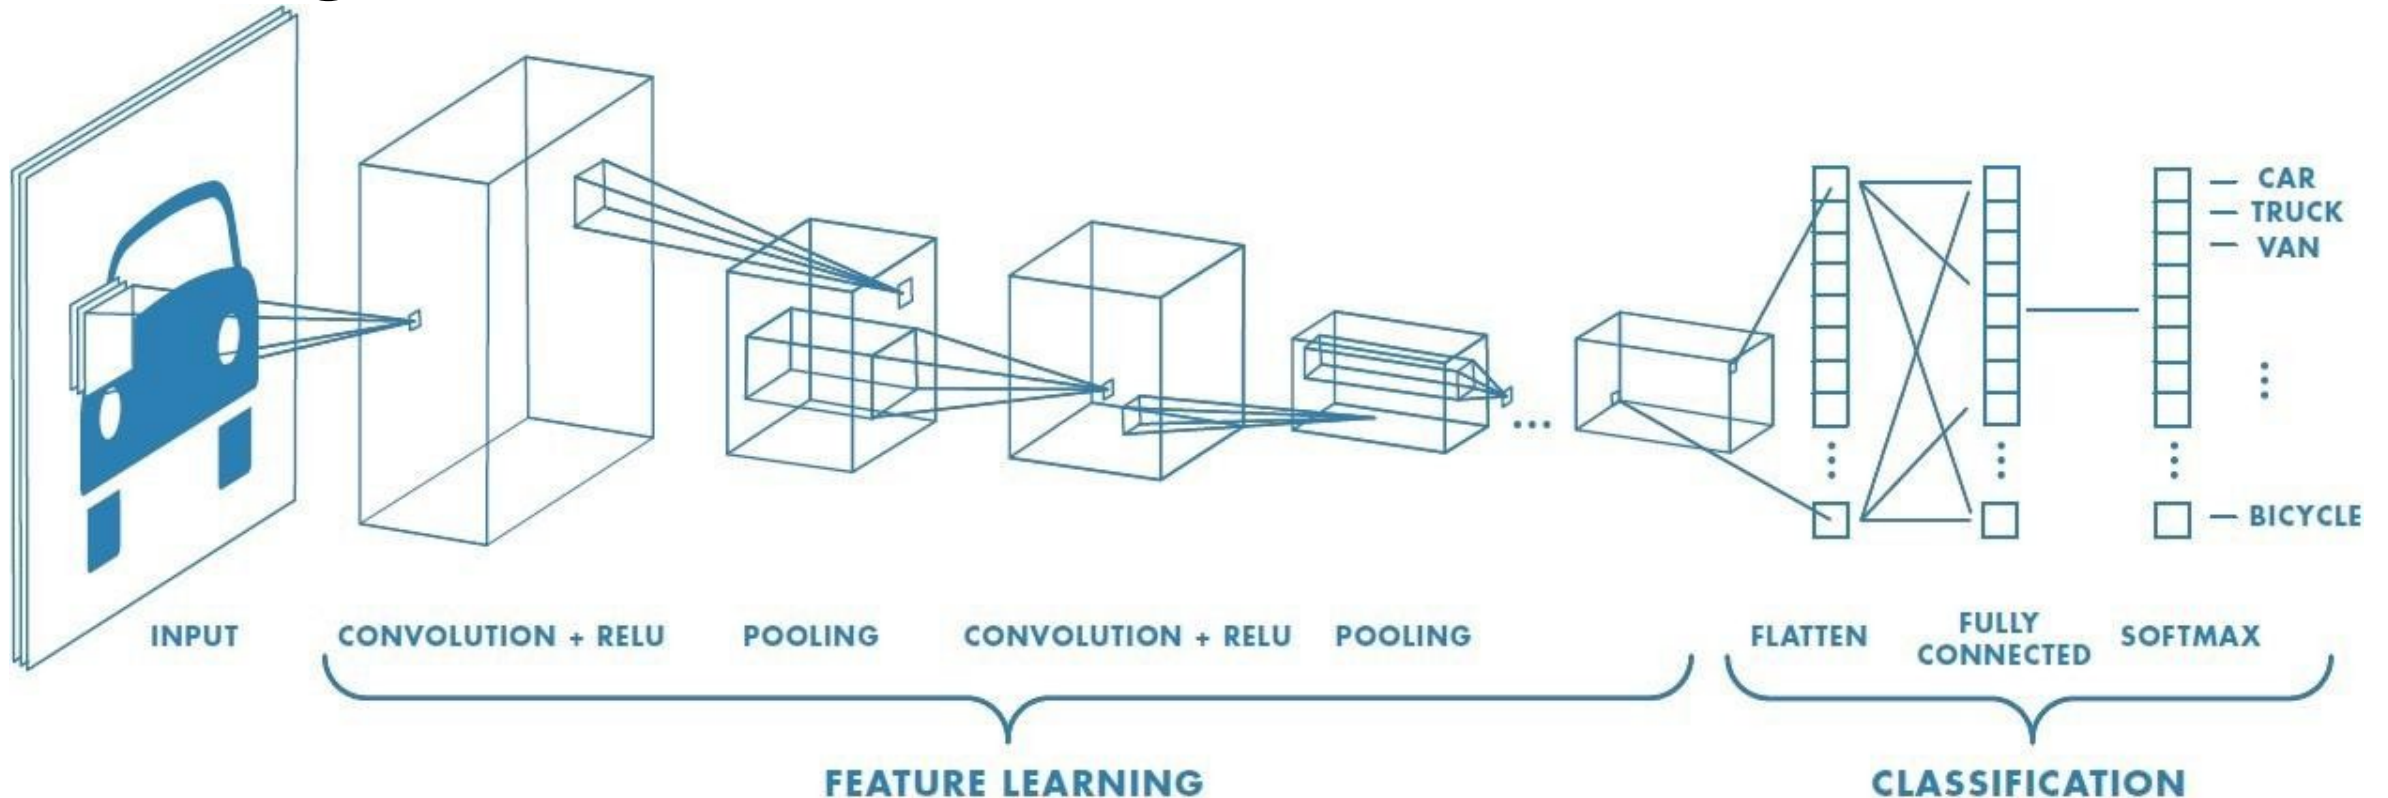 CAR
TRUCK
VAN
BICYCLE
INPUT
CONVOLUTION + RELU
POOLING
CONVOLUTION + RELU
POOLING
FLATTEN
FULLY
CONNECTED
SOFTMAX
FEATURE LEARNING
CLASSIFICATION